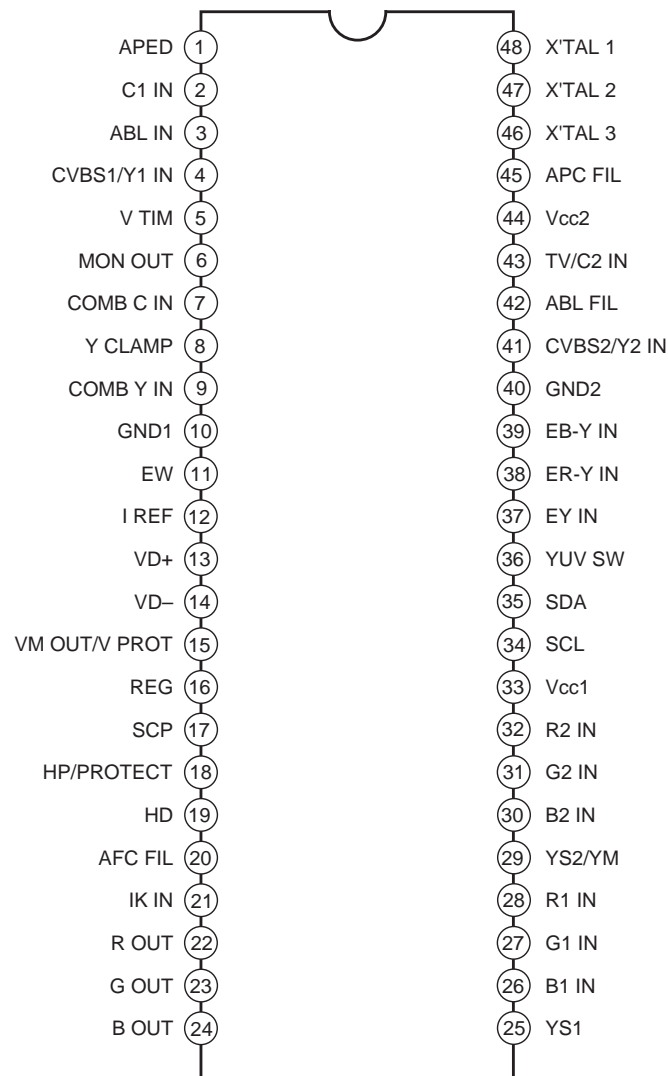 APED 1 48 X'TAL 1
C1 IN 2 47 X'TAL 2
ABL IN 3 46 X'TAL 3
CVBS1/Y1 IN 4 45 APC FIL
V TIM 5 44 Vcc2
MON OUT 6 43 TV/C2 IN
COMB C IN 7 42 ABL FIL
Y CLAMP 8 41 CVBS2/Y2 IN
COMB Y IN 9 40 GND2
GND1 10 39 EB-Y IN
EW 11 38 ER-Y IN
I REF 12 37 EY IN
VD+ 13 36 YUV SW
VD– 14 35 SDA
VM OUT/V PROT 15 34 SCL
REG 16 33 Vcc1
SCP 17 32 R2 IN
HP/PROTECT 18 31 G2 IN
HD 19 30 B2 IN
AFC FIL 20 29 YS2/YM
IK IN 21 28 R1 IN
R OUT 22 27 G1 IN
G OUT 23 26 B1 IN
B OUT 24 25 YS1